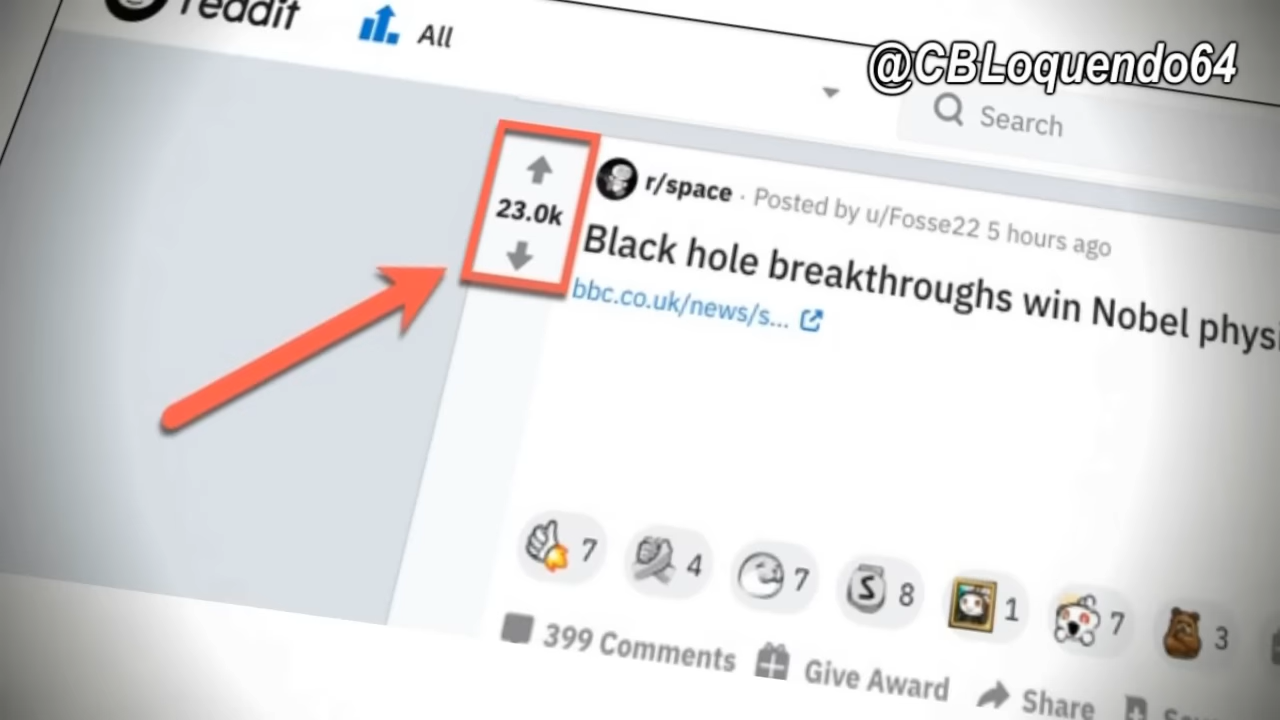 reddit
All
@CBLoquendo64
Search
23.0k
r/space · Posted by u/Fosse22 5 hours ago
Black hole breakthroughs win Nobel
bbc.co.uk/news/s...
7 4 7 S 8 1 7 3
399 Comments Give Award Share